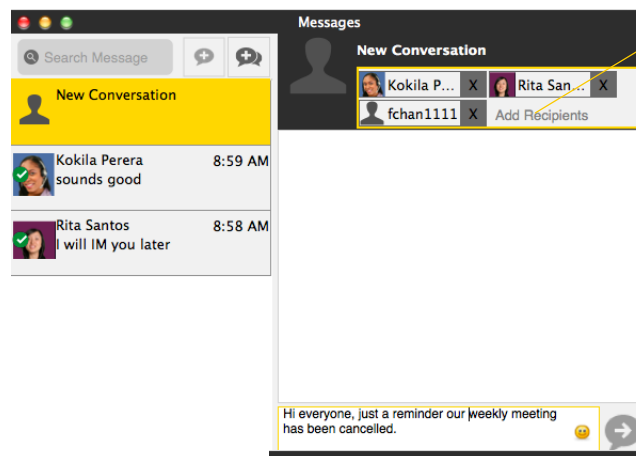 Messages
Search Message
New Conversation
Kokila Perera 8:59 AM
sounds good
Rita Santos 8:58 AM
I will IM you later
New Conversation
Kokila P... X Rita San... X
fchan1111 X Add Recipients
Hi everyone, just a reminder our weekly meeting
has been cancelled.